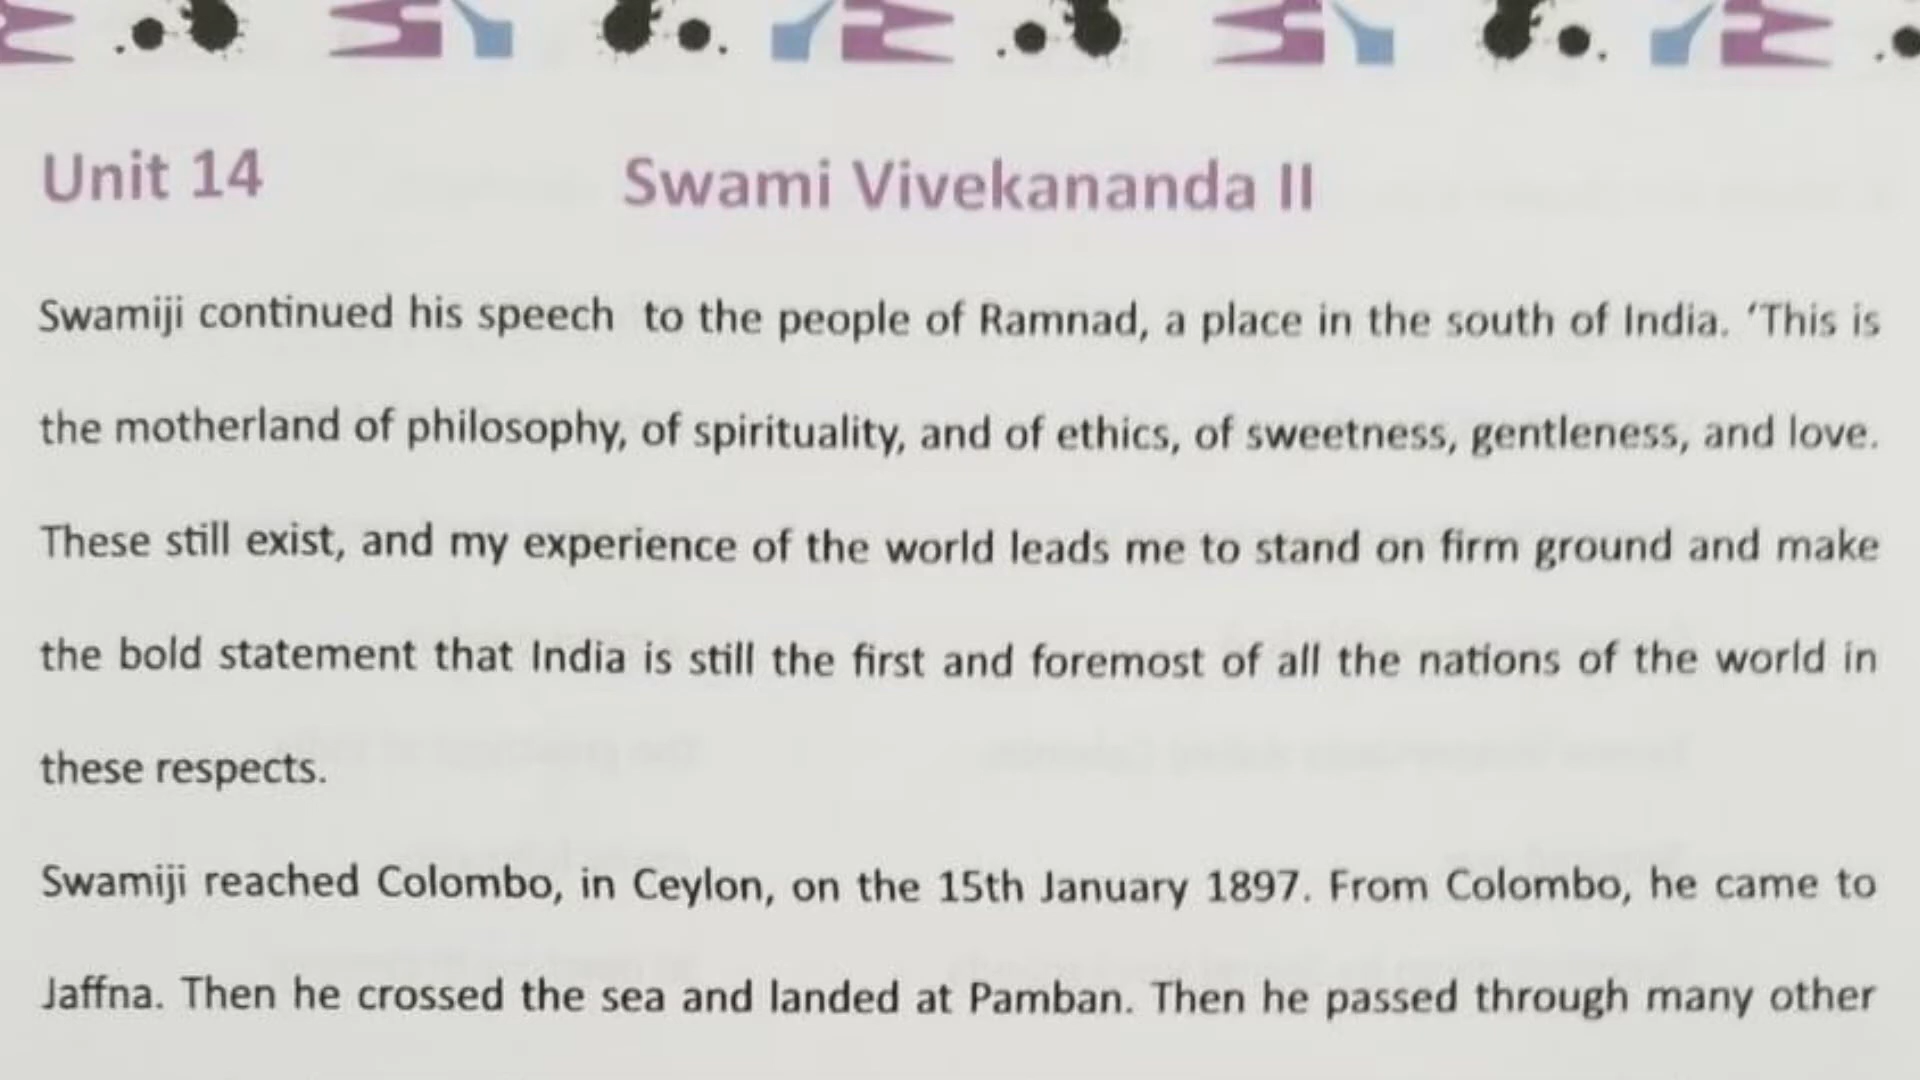 Unit 14
Swami Vivekananda II
Swamiji continued his speech to the people of Ramnad, a place in the south of India. ‘This is
the motherland of philosophy, of spirituality, and of ethics, of sweetness, gentleness, and love.
These still exist, and my experience of the world leads me to stand on firm ground and make
the bold statement that India is still the first and foremost of all the nations of the world in
these respects.
Swamiji reached Colombo, in Ceylon, on the 15th January 1897. From Colombo, he came to
Jaffna. Then he crossed the sea and landed at Pamban. Then he passed through many other